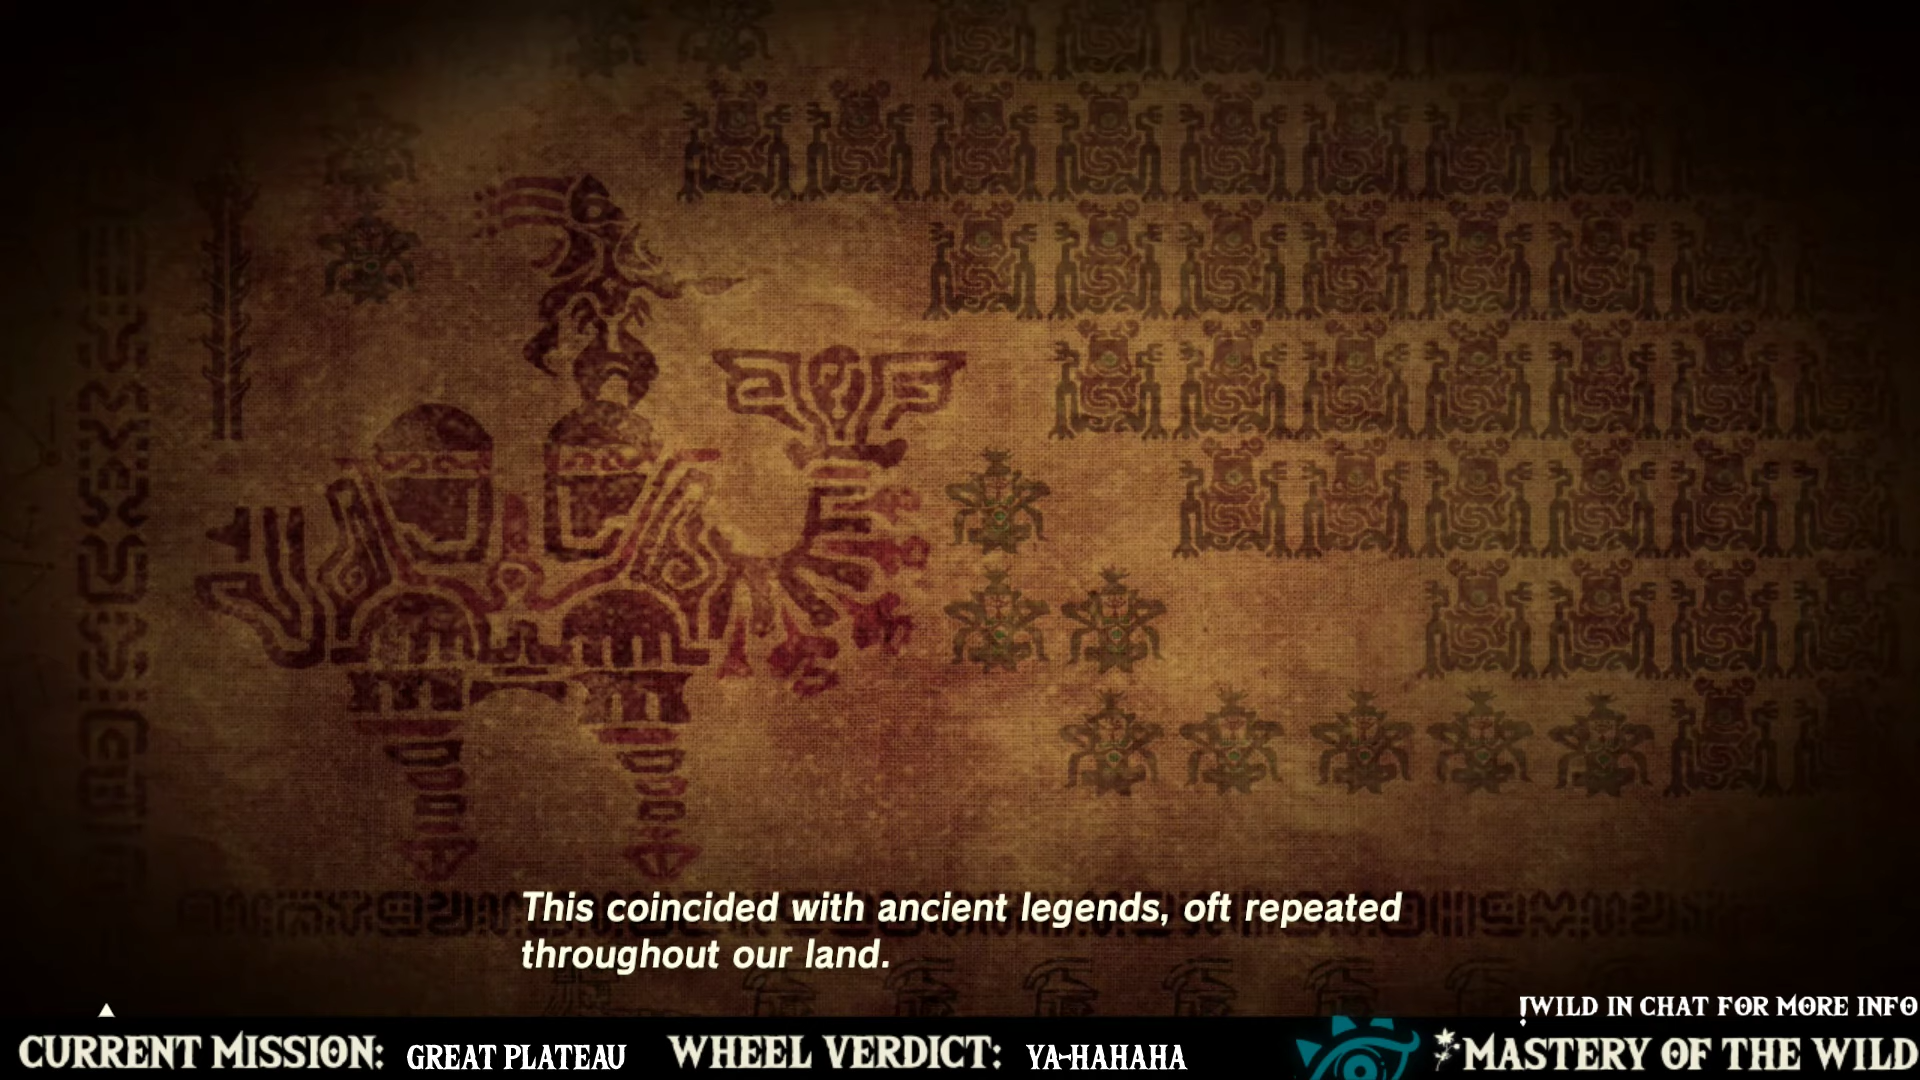 This coincided with ancient legends, oft repeated
throughout our land.
!WILD IN CHAT FOR MORE INFO
CURRENT MISSION: GREAT PLATEAU WHEEL VERDICT: YA-HAHAHA MASTERY OF THE WILD